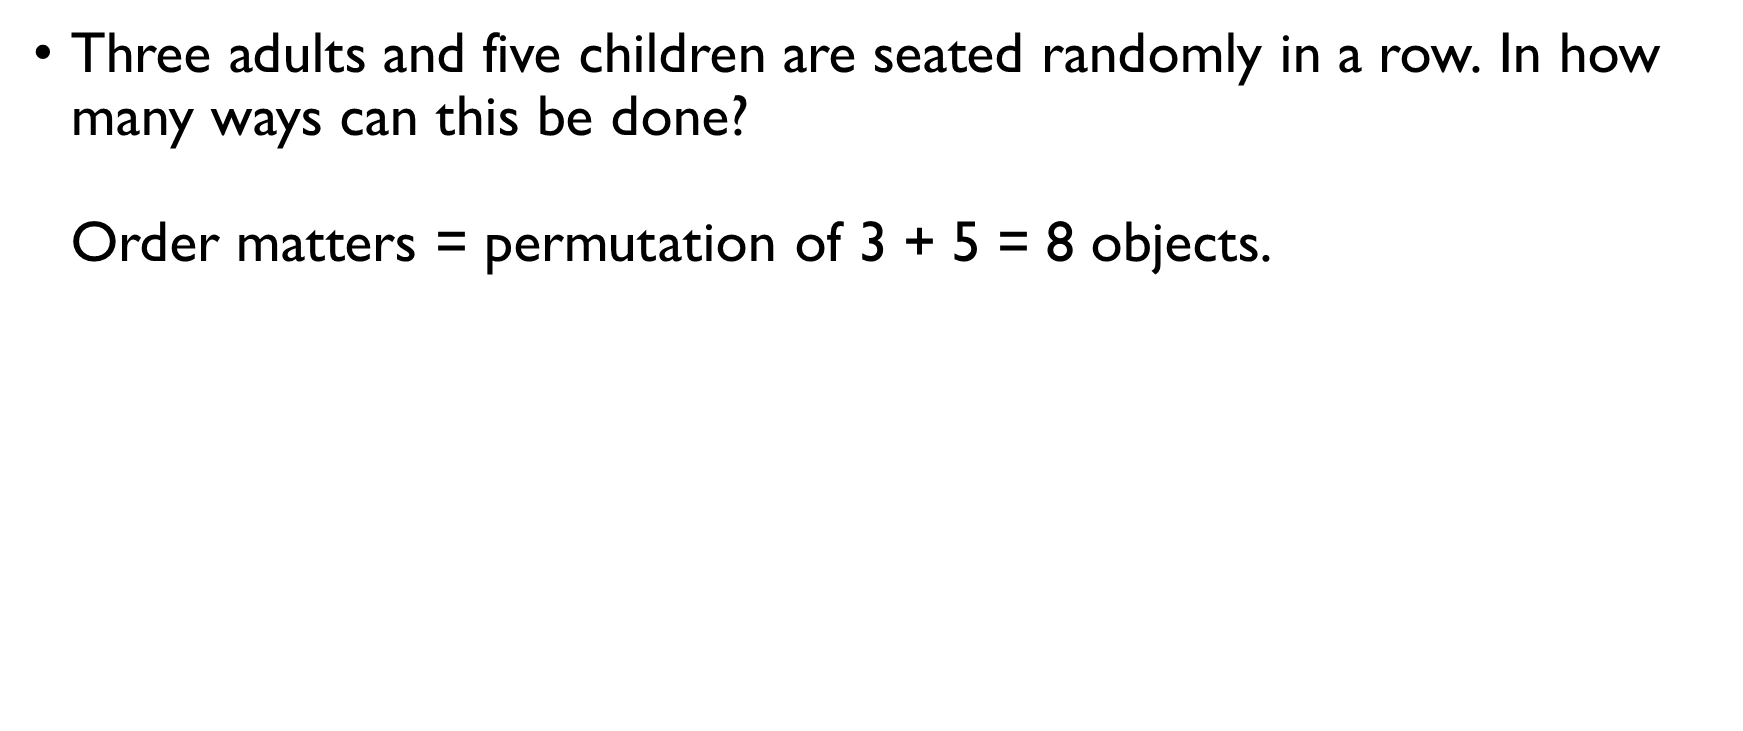 • Three adults and five children are seated randomly in a row. In how
many ways can this be done?
Order matters = permutation of 3 + 5 = 8 objects.